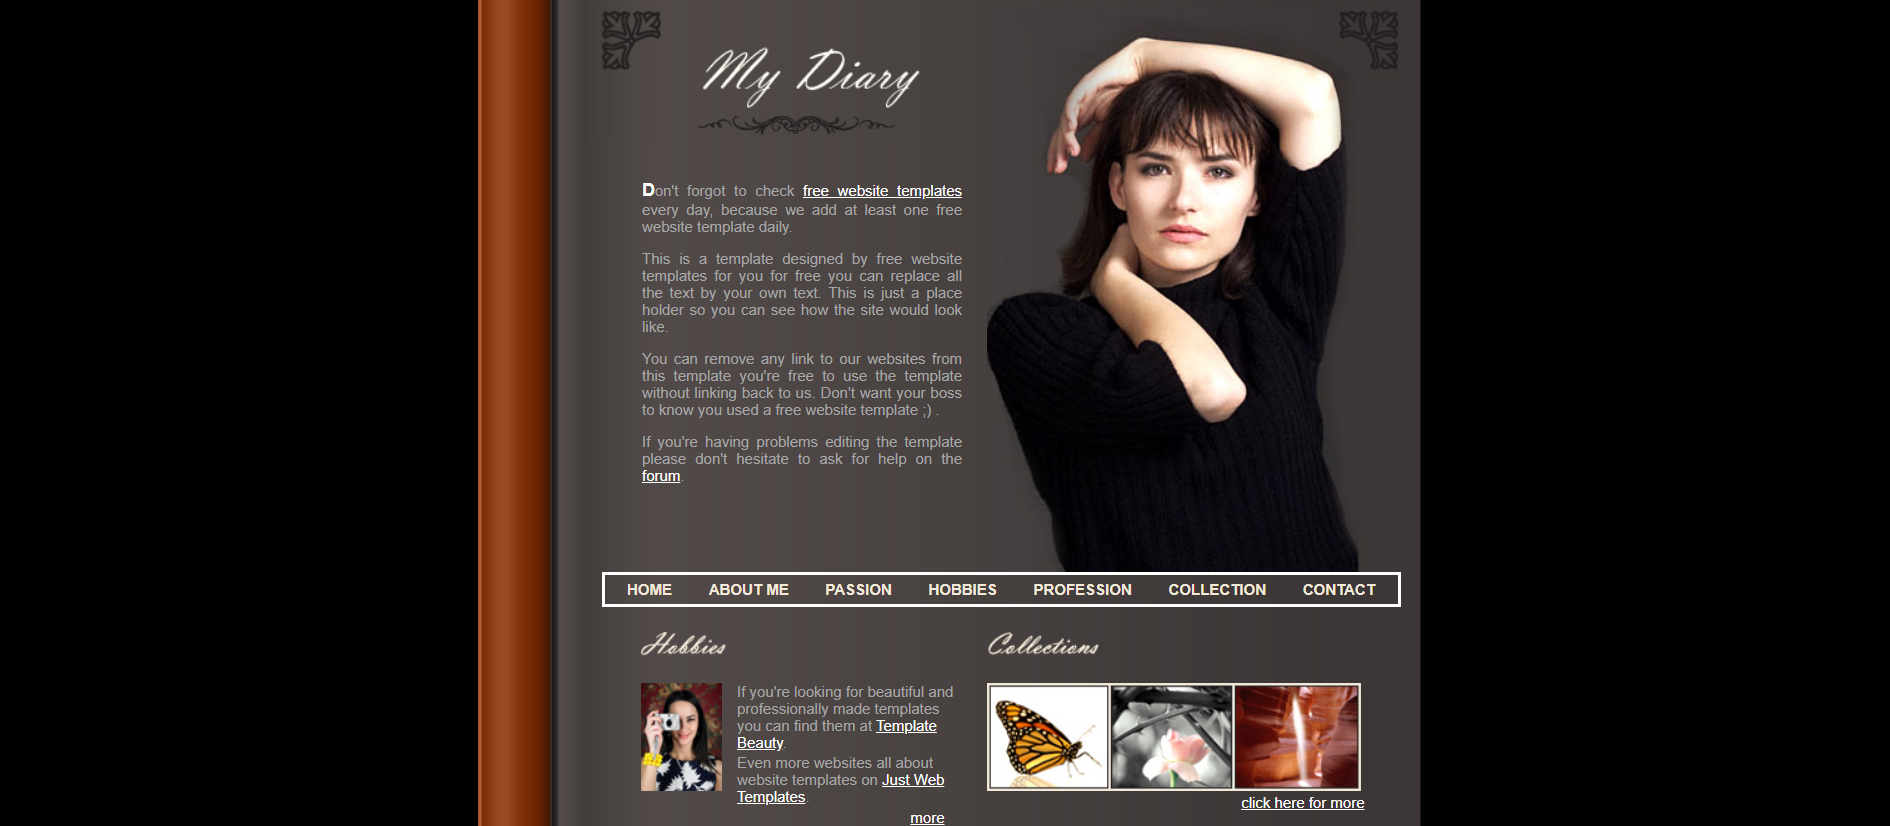 My Diary
Don't forgot to check free website templates
every day, because we add at least one free
website template daily.
This is a template designed by free website
templates for you for free you can replace all
the text by your own text. This is just a place
holder so you can see how the site would look
like.
You can remove any link to our websites from
this template you're free to use the template
without linking back to us. Don't want your boss
to know you used a free website template ;) .
If you're having problems editing the template
please don't hesitate to ask for help on the
forum.
HOME ABOUT ME PASSION HOBBIES PROFESSION COLLECTION CONTACT
Hobbies
If you're looking for beautiful and
professionally made templates
you can find them at Template
Beauty.
Even more websites all about
website templates on Just Web
Templates.
more
Collections
click here for more